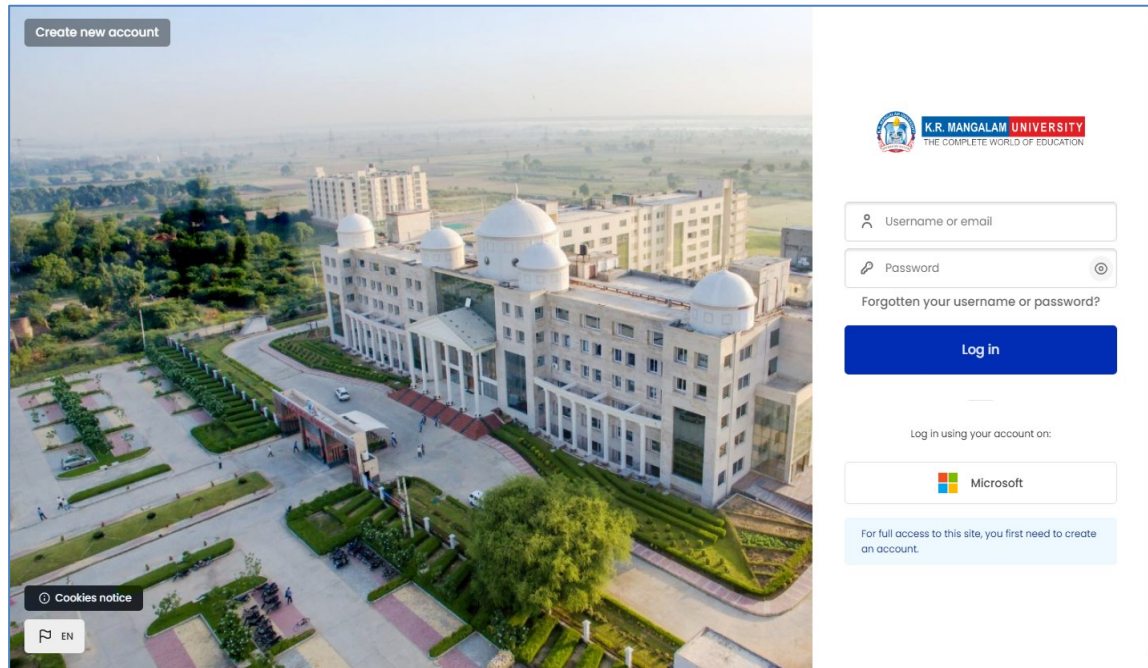 Create new account
K.R. MANGALAM UNIVERSITY
THE COMPLETE WORLD OF EDUCATION
Username or email
Password
Forgotten your username or password?
Log in
Log in using your account on:
Microsoft
For full access to this site, you first need to create
an account.
Cookies notice
EN